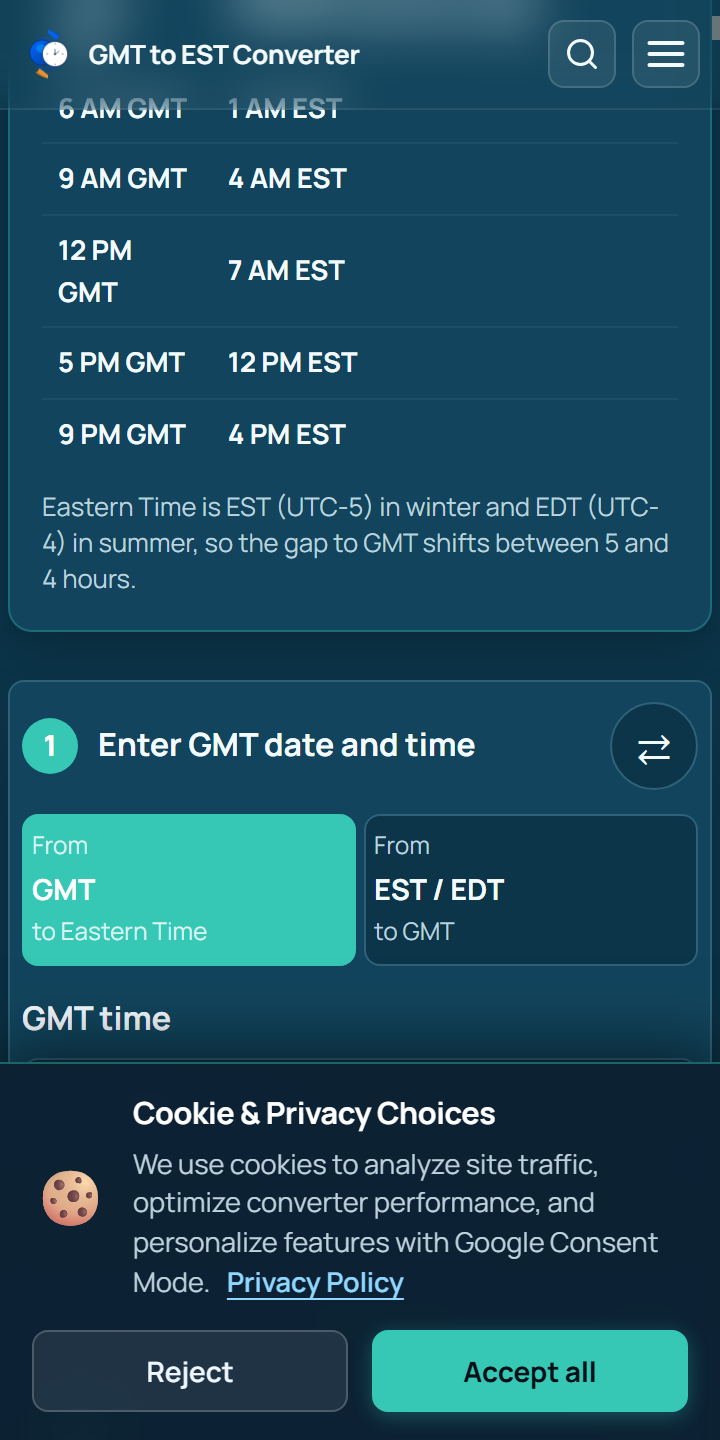 GMT to EST Converter
6 AM GMT 1 AM EST
9 AM GMT 4 AM EST
12 PM
GMT
7 AM EST
5 PM GMT 12 PM EST
9 PM GMT 4 PM EST
Eastern Time is EST (UTC-5) in winter and EDT (UTC-
4) in summer, so the gap to GMT shifts between 5 and
4 hours.
1 Enter GMT date and time
From
GMT
to Eastern Time
From
EST / EDT
to GMT
GMT time
Cookie & Privacy Choices
We use cookies to analyze site traffic,
optimize converter performance, and
personalize features with Google Consent
Mode. Privacy Policy
Reject
Accept all